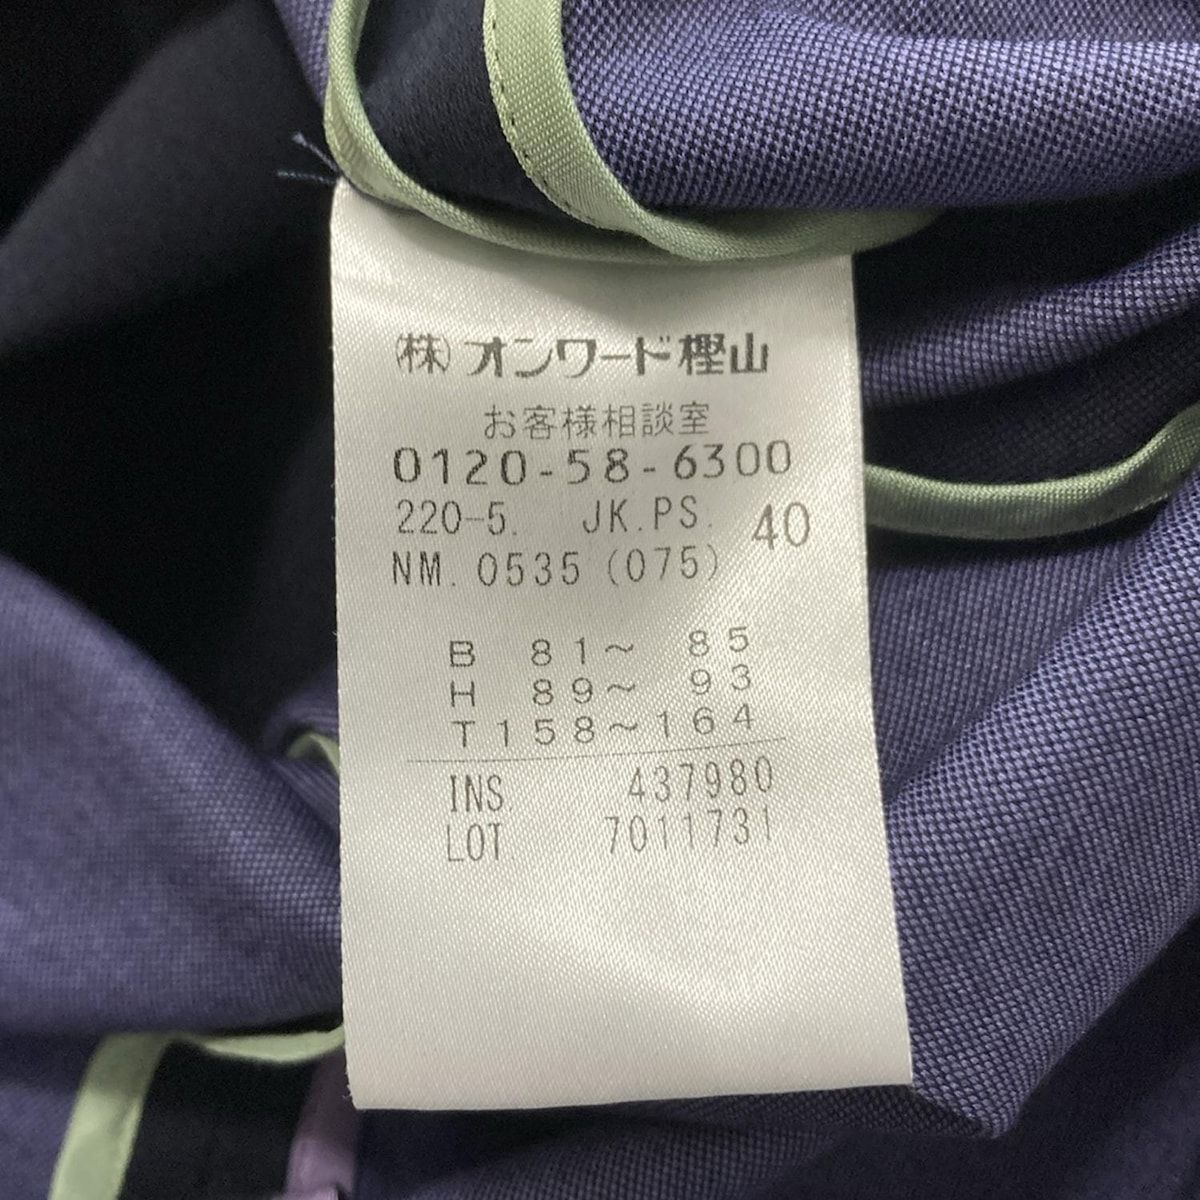 (株)オンワード樫山
お客様相談室
0120-58-6300
220-5. JK.PS. 40
NM. 0535 (075)
B 81～ 85
H 89～ 93
T158～164
INS 437980
LOT 7011731